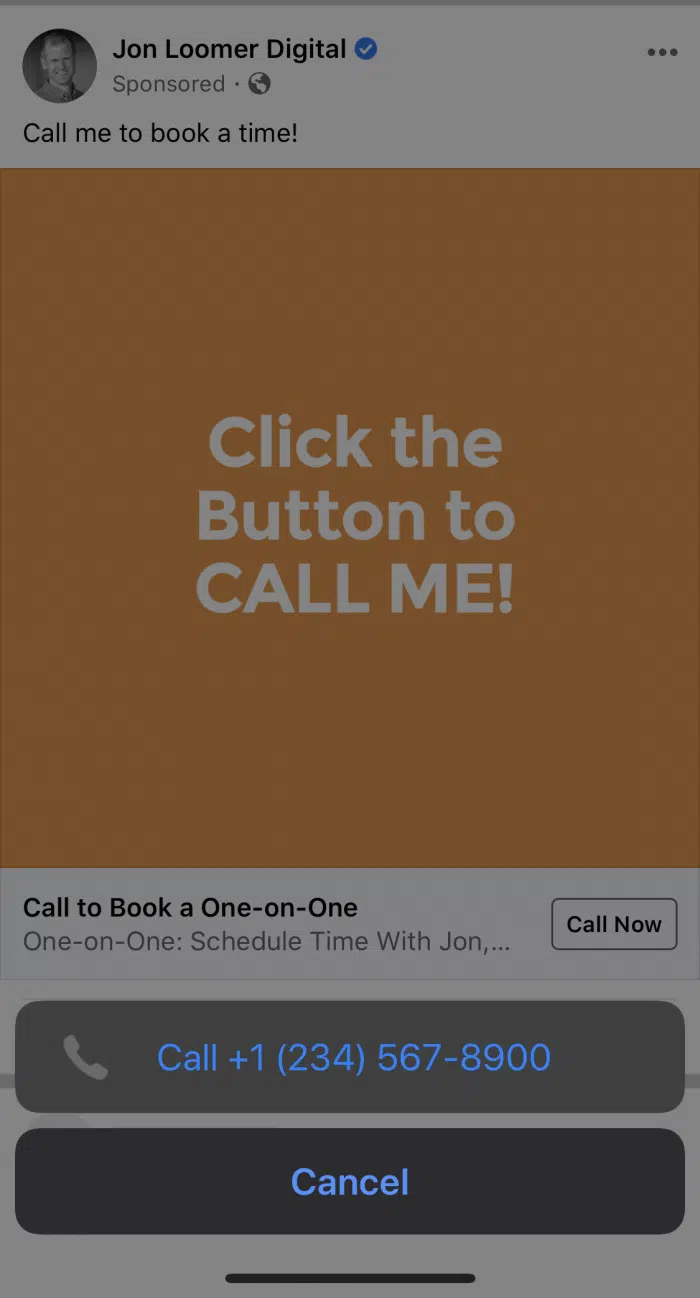 Jon Loomer Digital
Sponsored ·
Call me to book a time!
Click the
Button to
CALL ME!
Call to Book a One-on-One
One-on-One: Schedule Time With Jon,...
Call Now
Call +1 (234) 567-8900
Cancel